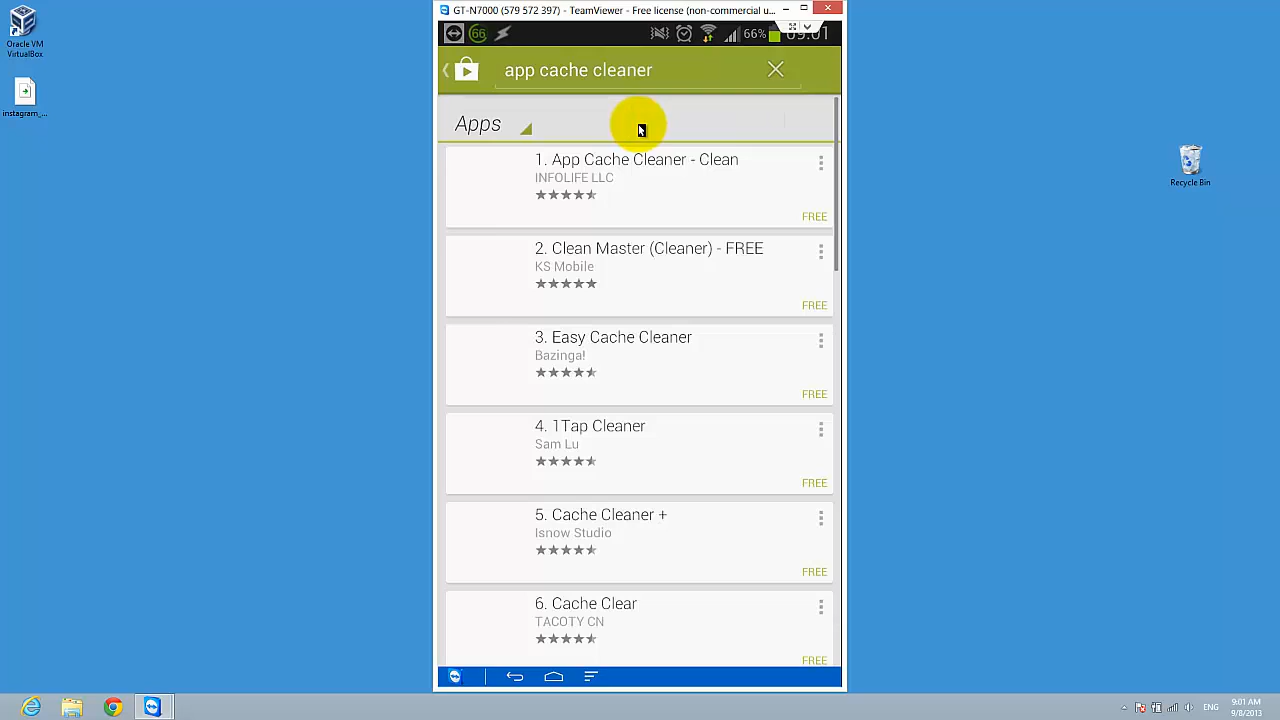 GT-N7000 (579 572 397) - TeamViewer - Free license (non-commercial u...
66
66%
09:01
Oracle VM
VirtualBox
instagram_...
Recycle Bin
app cache cleaner
Apps
1. App Cache Cleaner - Clean
INFOLIFE LLC
FREE
2. Clean Master (Cleaner) - FREE
KS Mobile
FREE
3. Easy Cache Cleaner
Bazinga!
FREE
4. 1Tap Cleaner
Sam Lu
FREE
5. Cache Cleaner +
Isnow Studio
FREE
6. Cache Clear
TACOTY CN
FREE
ENG
9:01 AM
9/8/2013